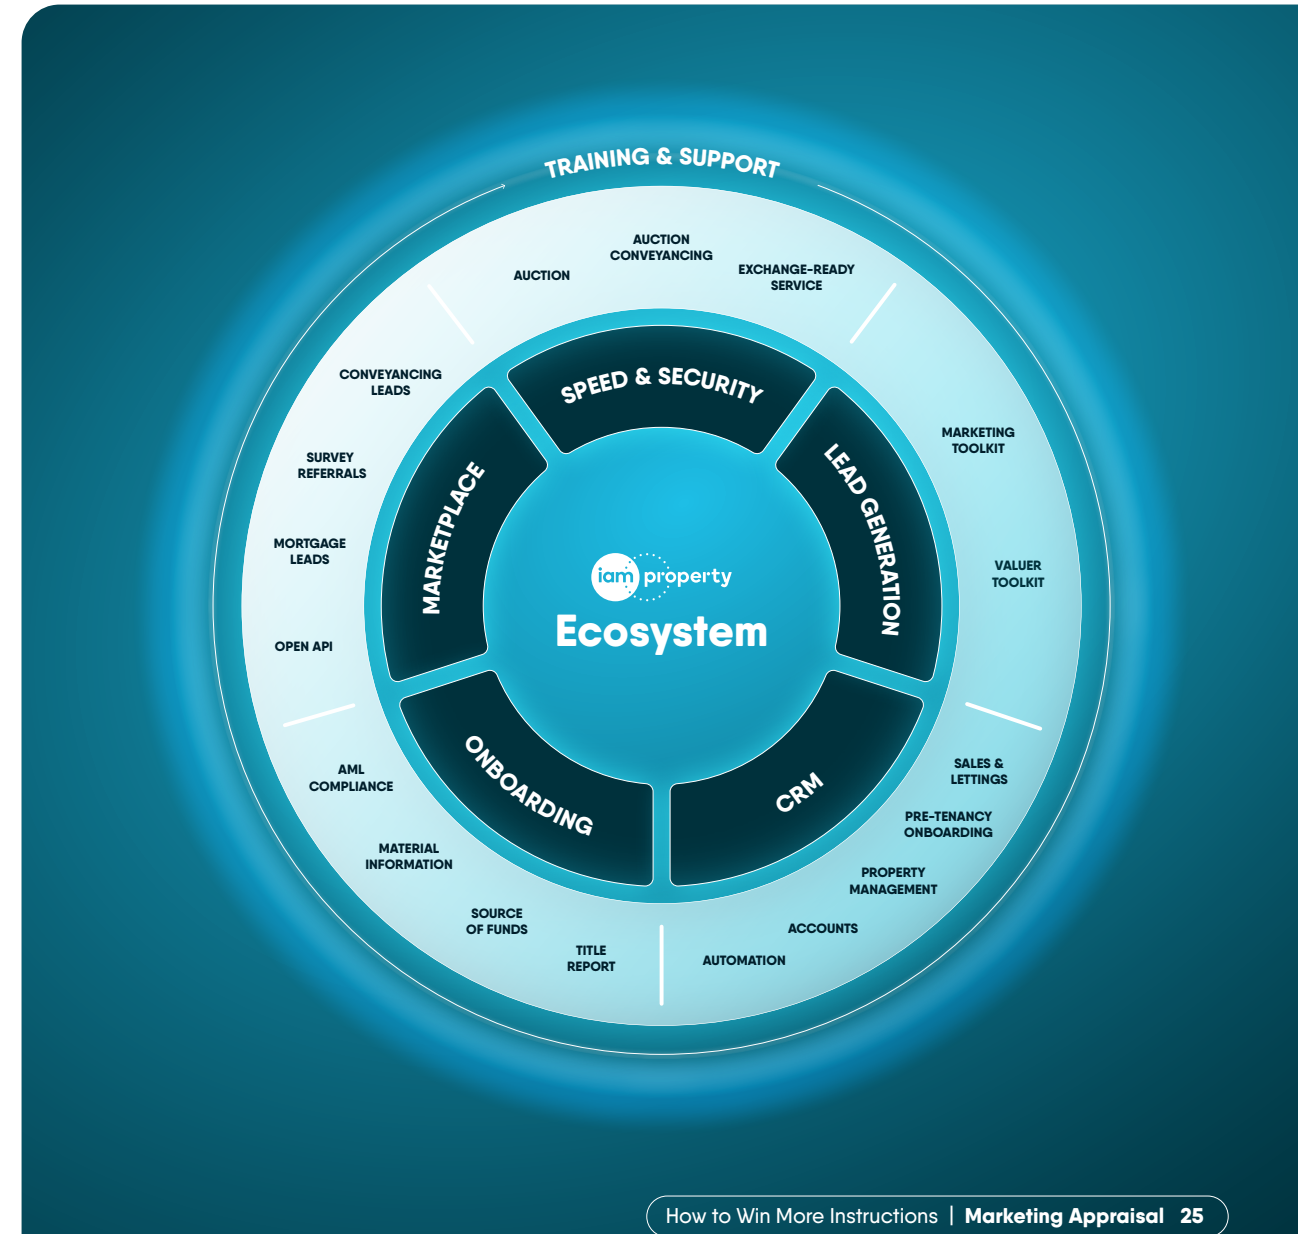 TRAINING & SUPPORT
AUCTION
AUCTION
CONVEYANCING
EXCHANGE-READY
SERVICE
MARKETING
TOOLKIT
VALUER
TOOLKIT
SALES &
LETTINGS
PRE-TENANCY
ONBOARDING
PROPERTY
MANAGEMENT
ACCOUNTS
AUTOMATION
TITLE
REPORT
SOURCE
OF FUNDS
MATERIAL
INFORMATION
AML
COMPLIANCE
OPEN API
MORTGAGE
LEADS
SURVEY
REFERRALS
CONVEYANCING
LEADS
SPEED & SECURITY
LEAD GENERATION
CRM
ONBOARDING
MARKETPLACE
iam property
Ecosystem
How to Win More Instructions | Marketing Appraisal 25